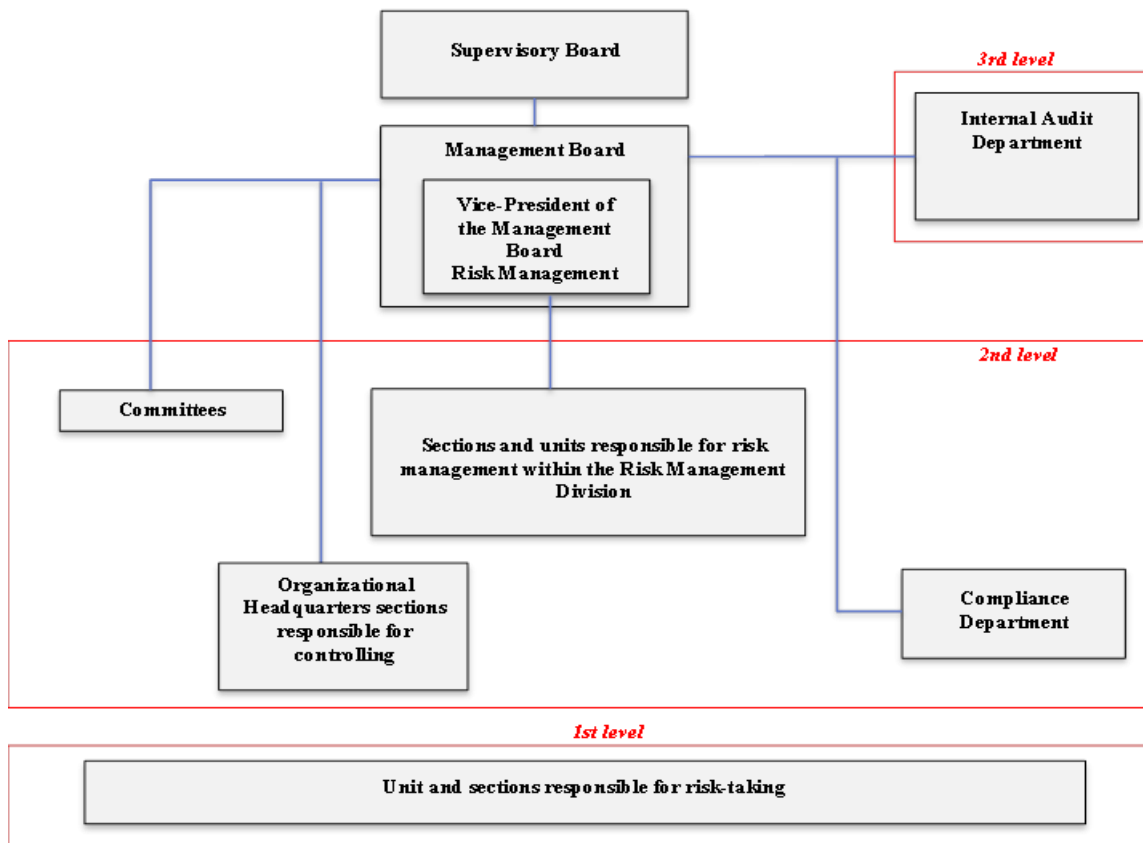 Supervisory Board
3rd level
Internal Audit
Department
Management Board
Vice-President of
the Management
Board
Risk Management
2nd level
Committees
Sections and units responsible for risk
management within the Risk Management
Division
Organizational
Headquarters sections
responsible for
controlling
Compliance
Department
1st level
Unit and sections responsible for risk-taking